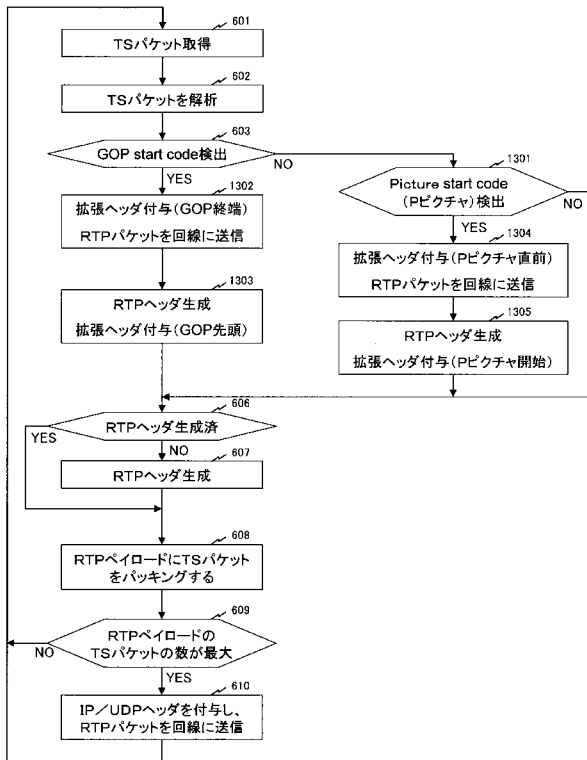 601
TSパケット取得
602
TSパケットを解析
603
GOP start code検出
NO
YES
1301
Picture start code
(Pピクチャ)検出
NO
YES
1302
拡張ヘッダ付与(GOP終端)
RTPパケットを回線に送信
1304
拡張ヘッダ付与(Pピクチャ直前)
RTPパケットを回線に送信
1303
RTPヘッダ生成
拡張ヘッダ付与(GOP先頭)
1305
RTPヘッダ生成
拡張ヘッダ付与(Pピクチャ開始)
606
RTPヘッダ生成済
YES
NO
607
RTPヘッダ生成
608
RTPペイロードにTSパケット
をパッキングする
609
RTPペイロードの
TSパケットの数が最大
NO
YES
610
IP/UDPヘッダを付与し、
RTPパケットを回線に送信